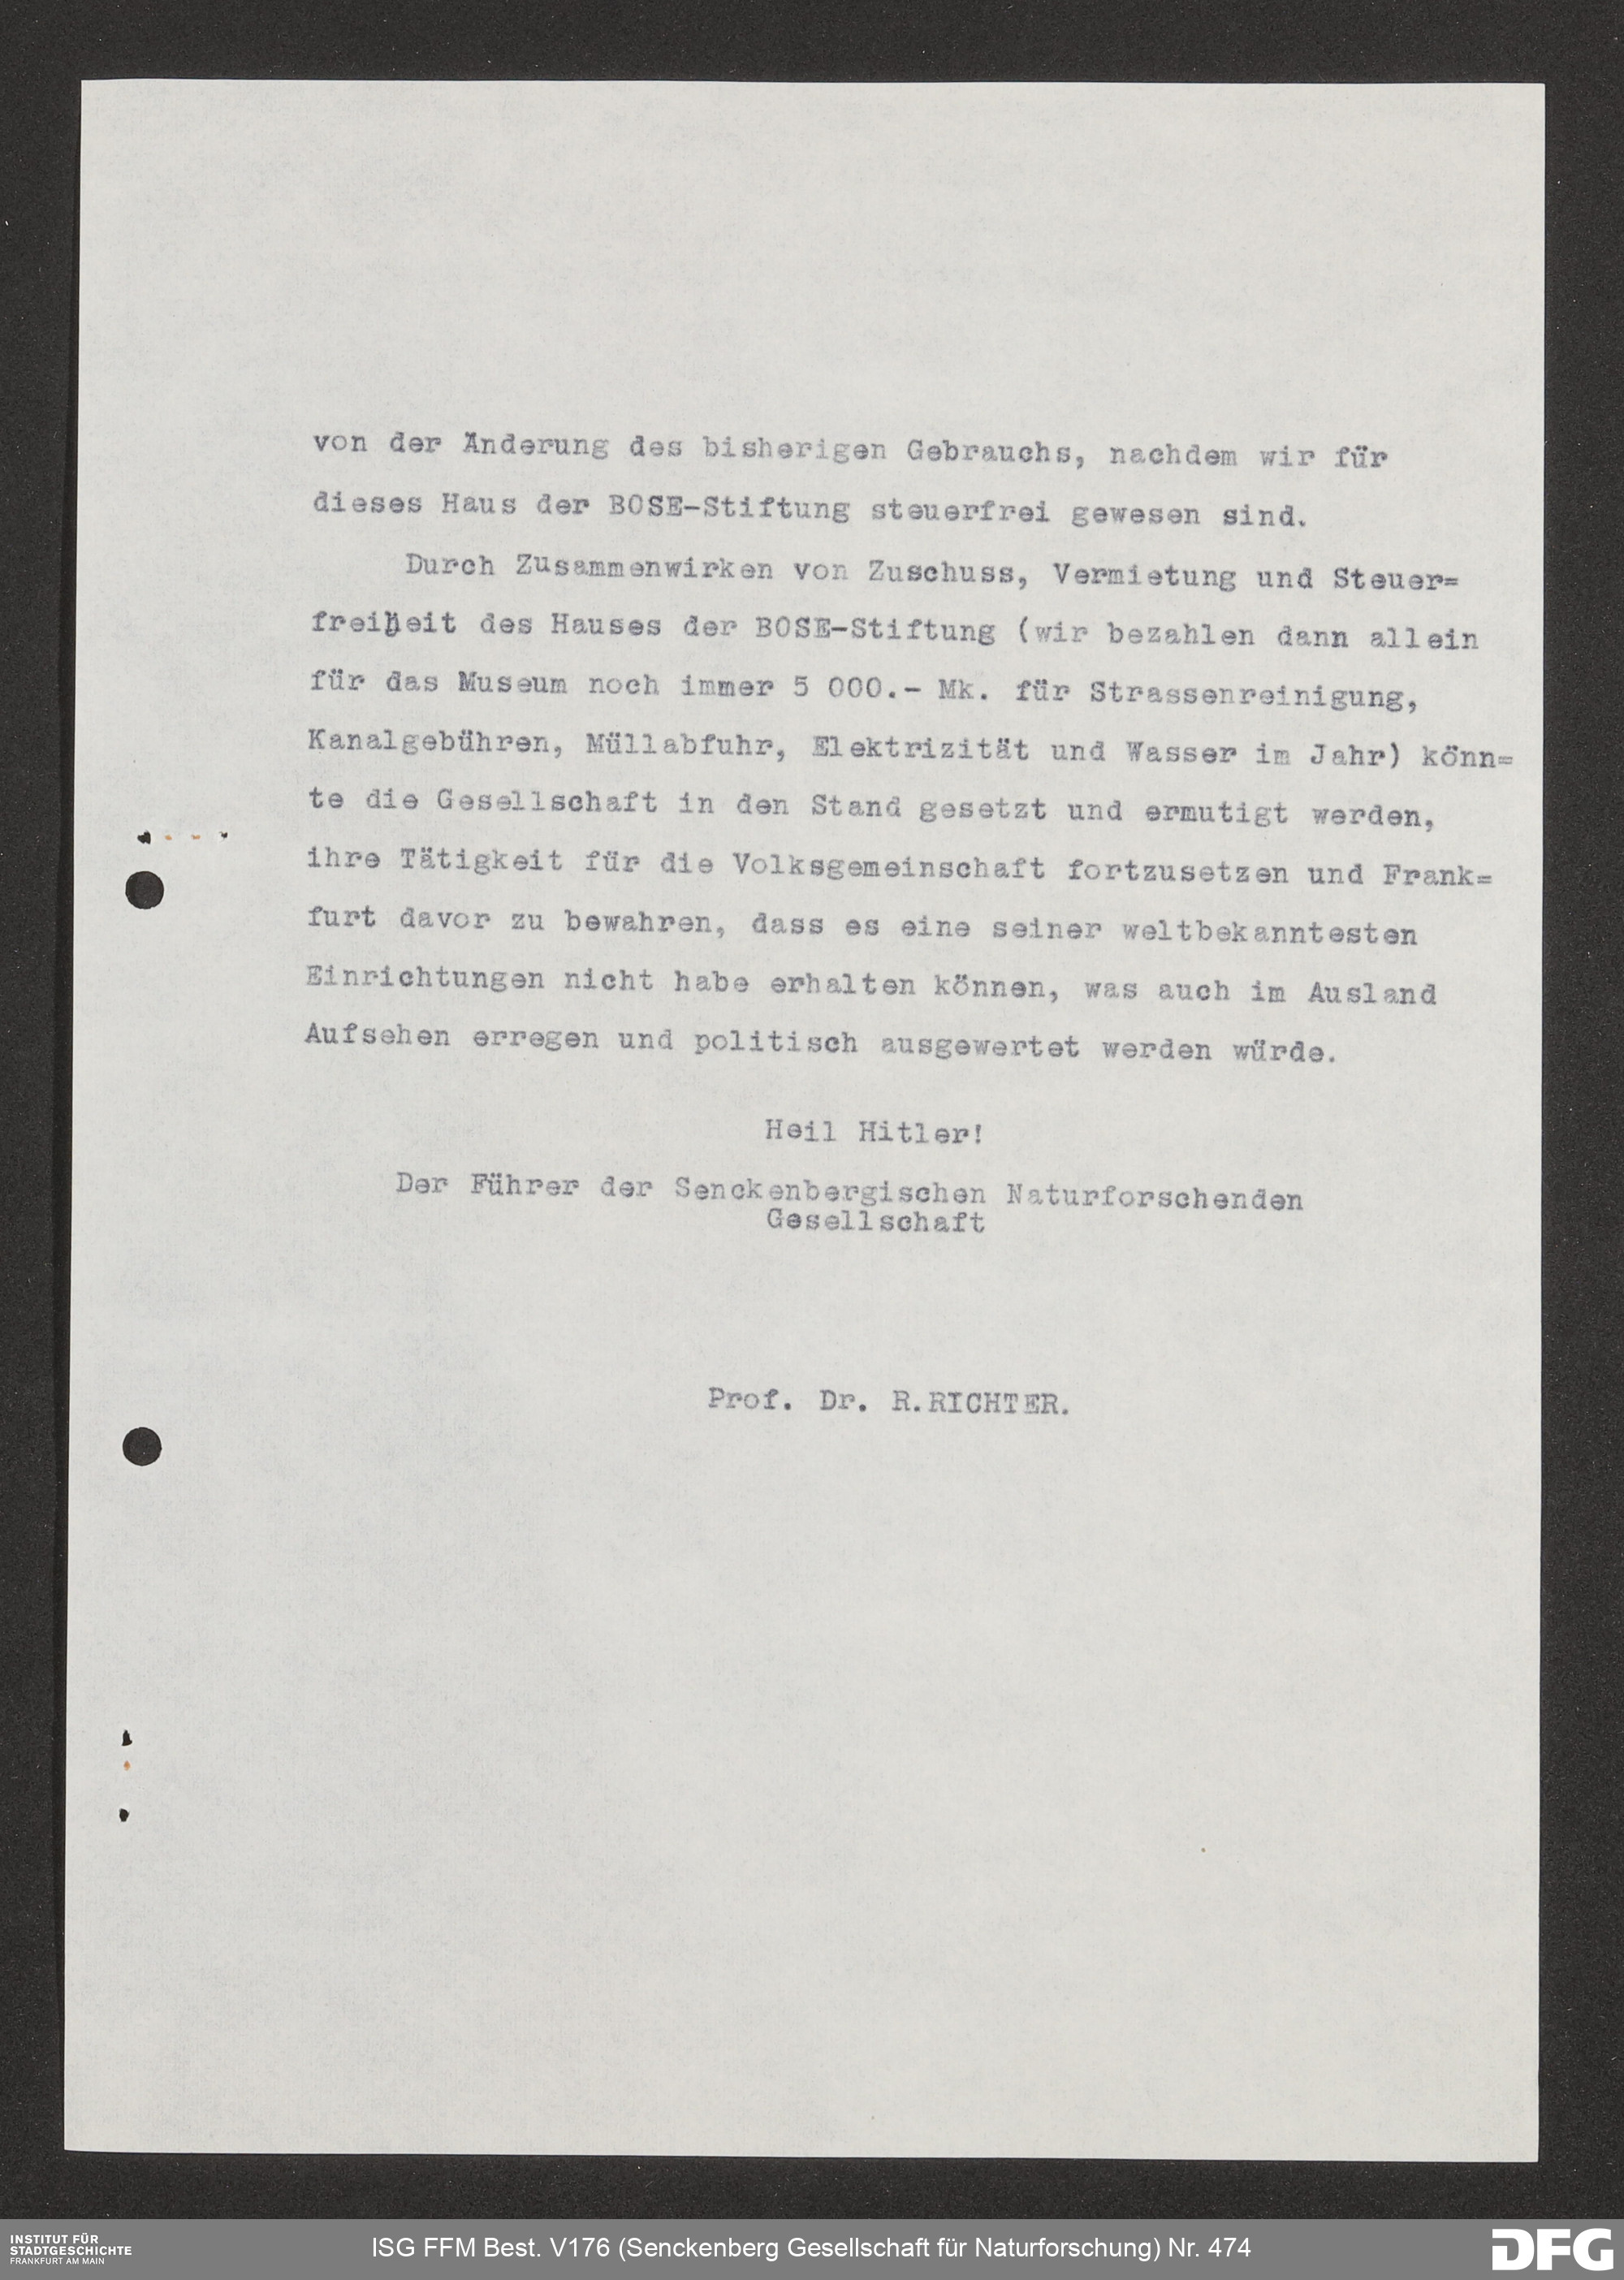 von der Änderung des bisherigen Gebrauchs, nachdem wir für
dieses Haus der BOSE-Stiftung steuerfrei gewesen sind.
Durch Zusammenwirken von Zuschuss, Vermietung und Steuer=
freiheit des Hauses der BOSE-Stiftung (wir bezahlen dann allein
für das Museum noch immer 5 000.- Mk. für Strassenreinigung,
Kanalgebühren, Müllabfuhr, Elektrizität und Wasser im Jahr) könn=
te die Gesellschaft in den Stand gesetzt und ermutigt werden,
ihre Tätigkeit für die Volksgemeinschaft fortzusetzen und Frank=
furt davor zu bewahren, dass es eine seiner weltbekanntesten
Einrichtungen nicht habe erhalten können, was auch im Ausland
Aufsehen erregen und politisch ausgewertet werden würde.
Heil Hitler!
Der Führer der Senckenbergischen Naturforschenden
Gesellschaft
Prof. Dr. R.RICHTER.
INSTITUT FÜR
STADTGESCHICHTE
FRANKFURT AM MAIN
ISG FFM Best. V176 (Senckenberg Gesellschaft für Naturforschung) Nr. 474
DFG